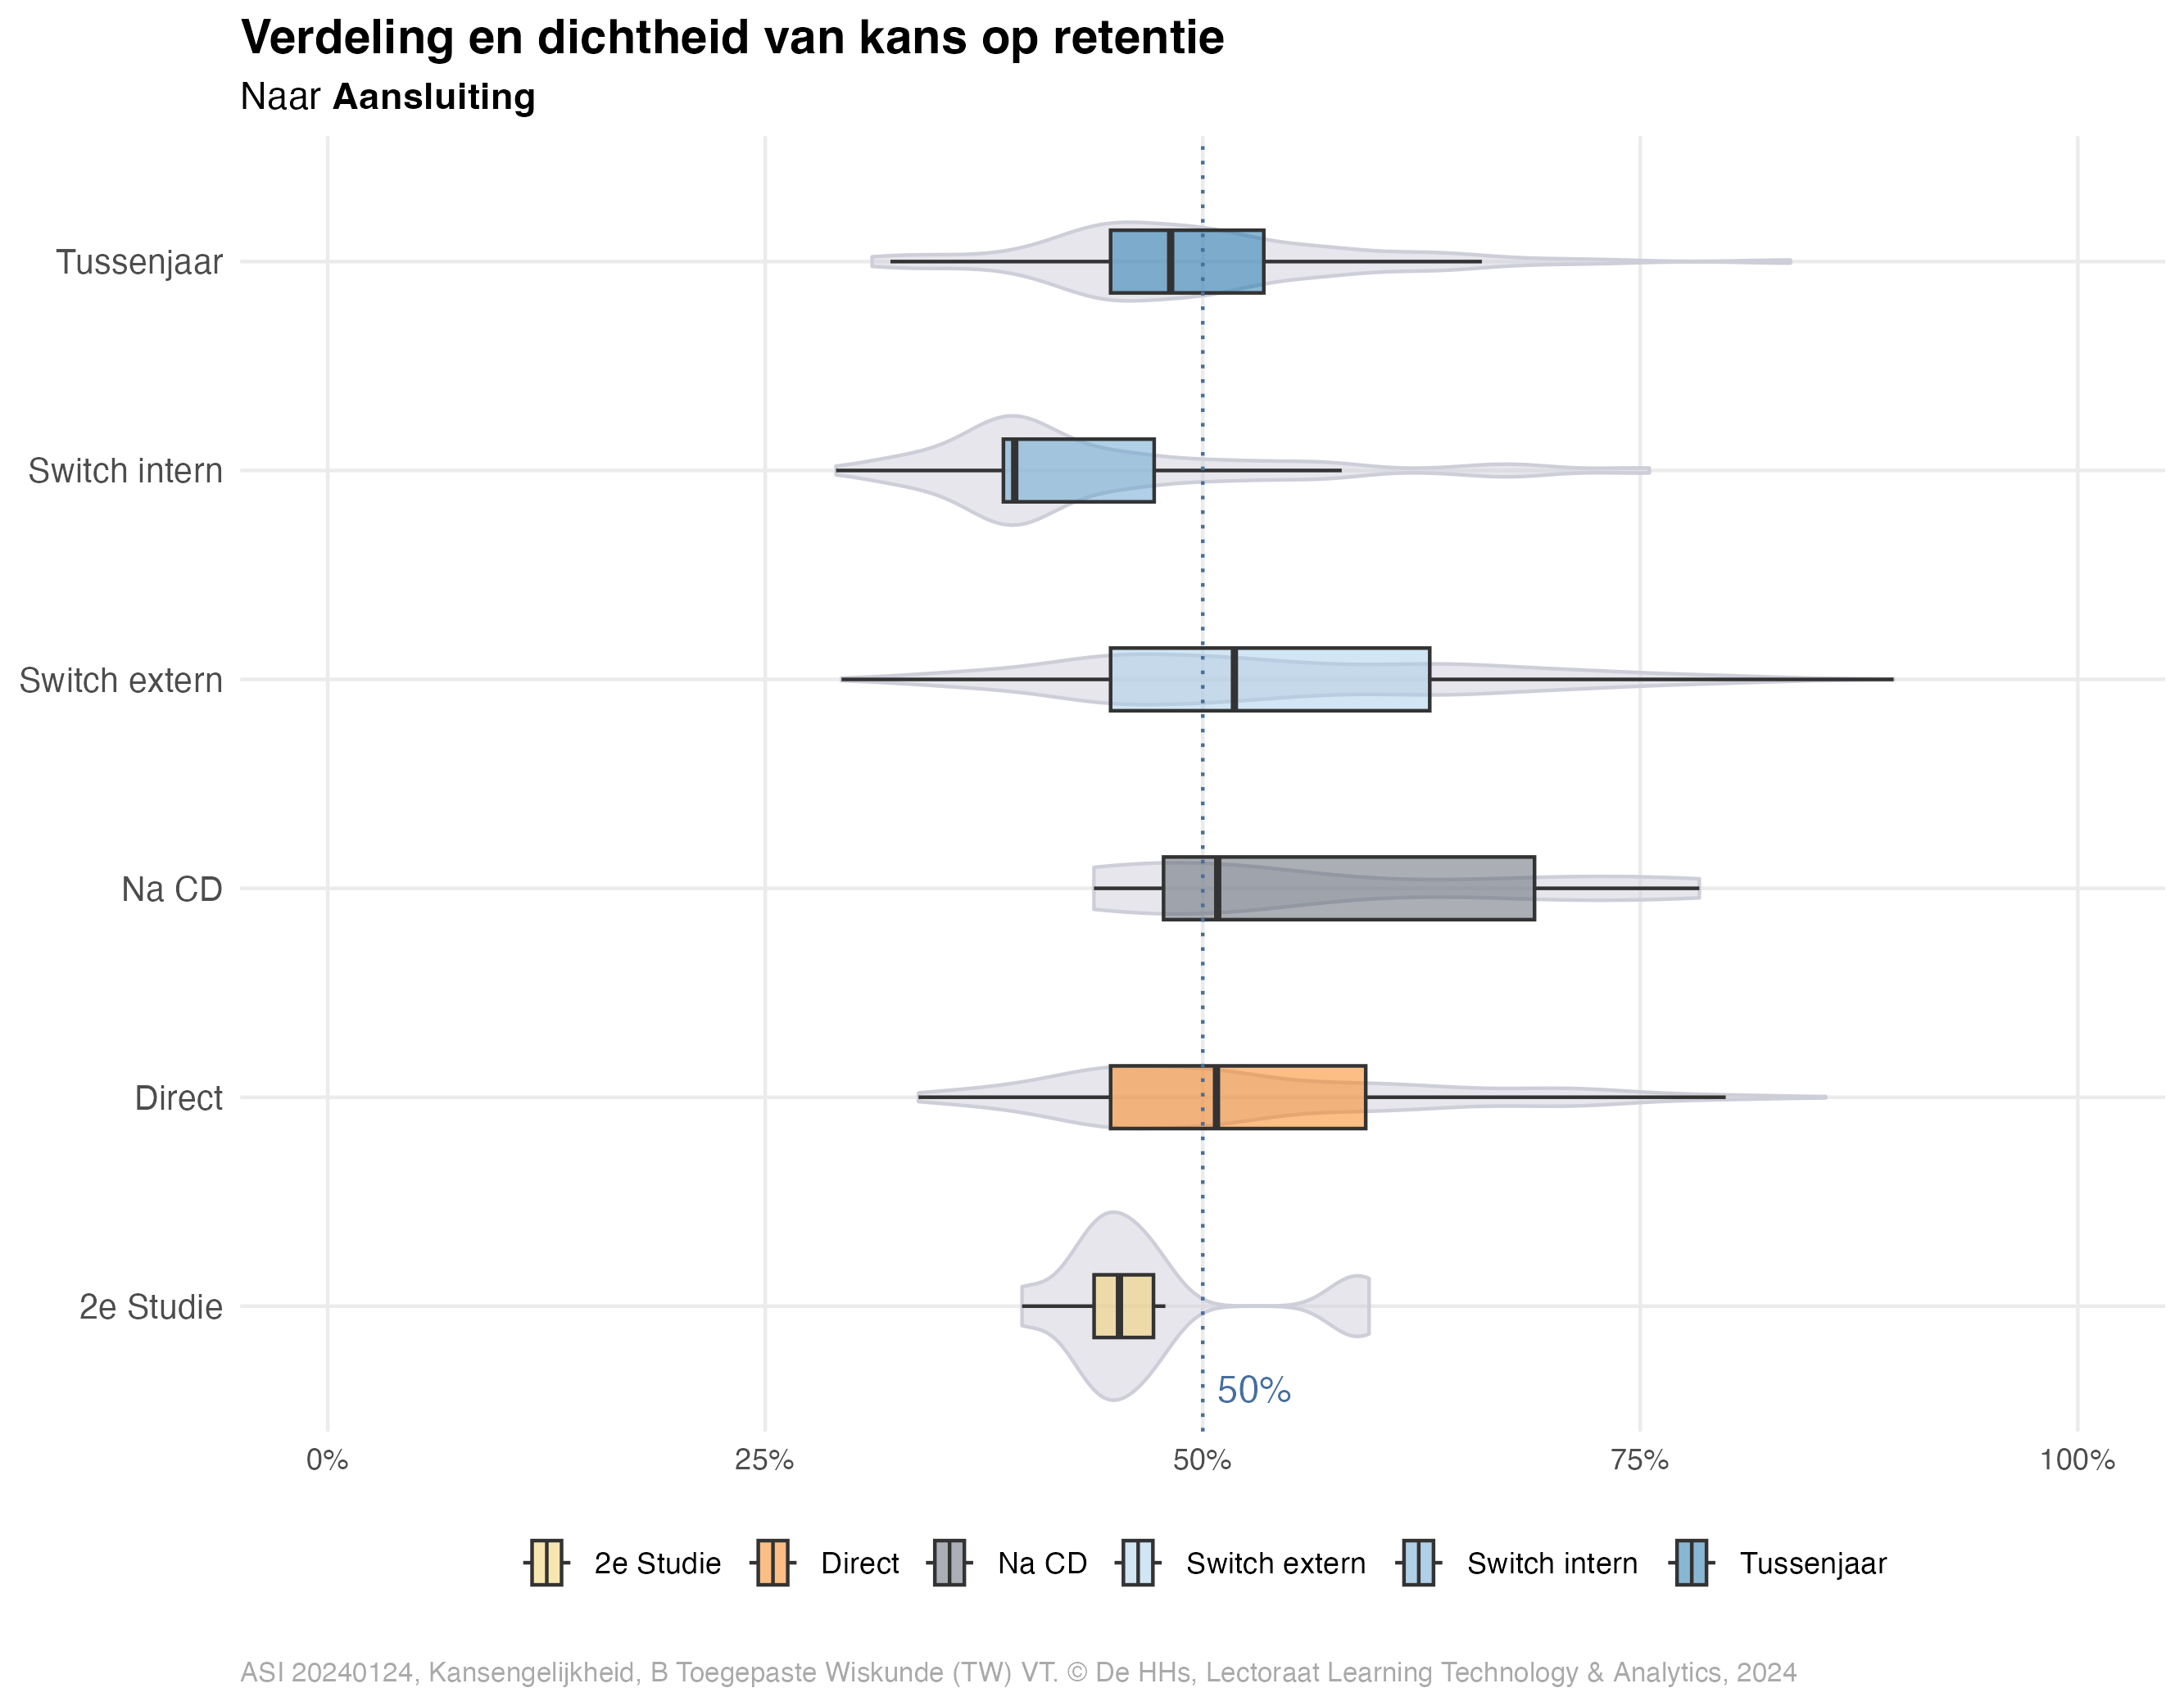 Verdeling en dichtheid van kans op retentie
Naar Aansluiting
Tussenjaar
Switch intern
Switch extern
Na CD
Direct
2e Studie
50%
0% 25% 50% 75% 100%
2e Studie Direct Na CD Switch extern Switch intern Tussenjaar
ASI 20240124, Kansengelijkheid, B Toegepaste Wiskunde (TW) VT. © De HHs, Lectoraat Learning Technology & Analytics, 2024